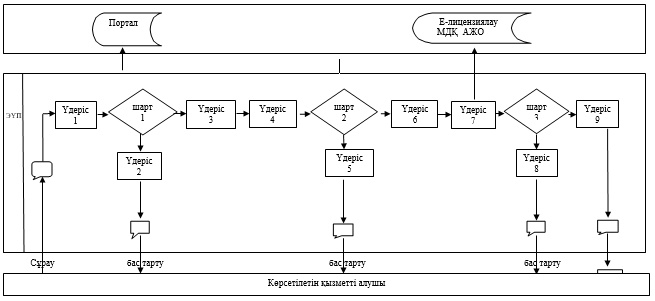 Портал
Е-лицензиялау
МДҚ АЖО
ЭҮП
Үдеріс
1
шарт
1
Үдеріс
3
Үдеріс
4
шарт
2
Үдеріс
6
Үдеріс
7
шарт
3
Үдеріс
9
Үдеріс
2
Үдеріс
5
Үдеріс
8
Сұрау
бас тарту
бас тарту
бас тарту
Көрсетілетін қызметті алушы